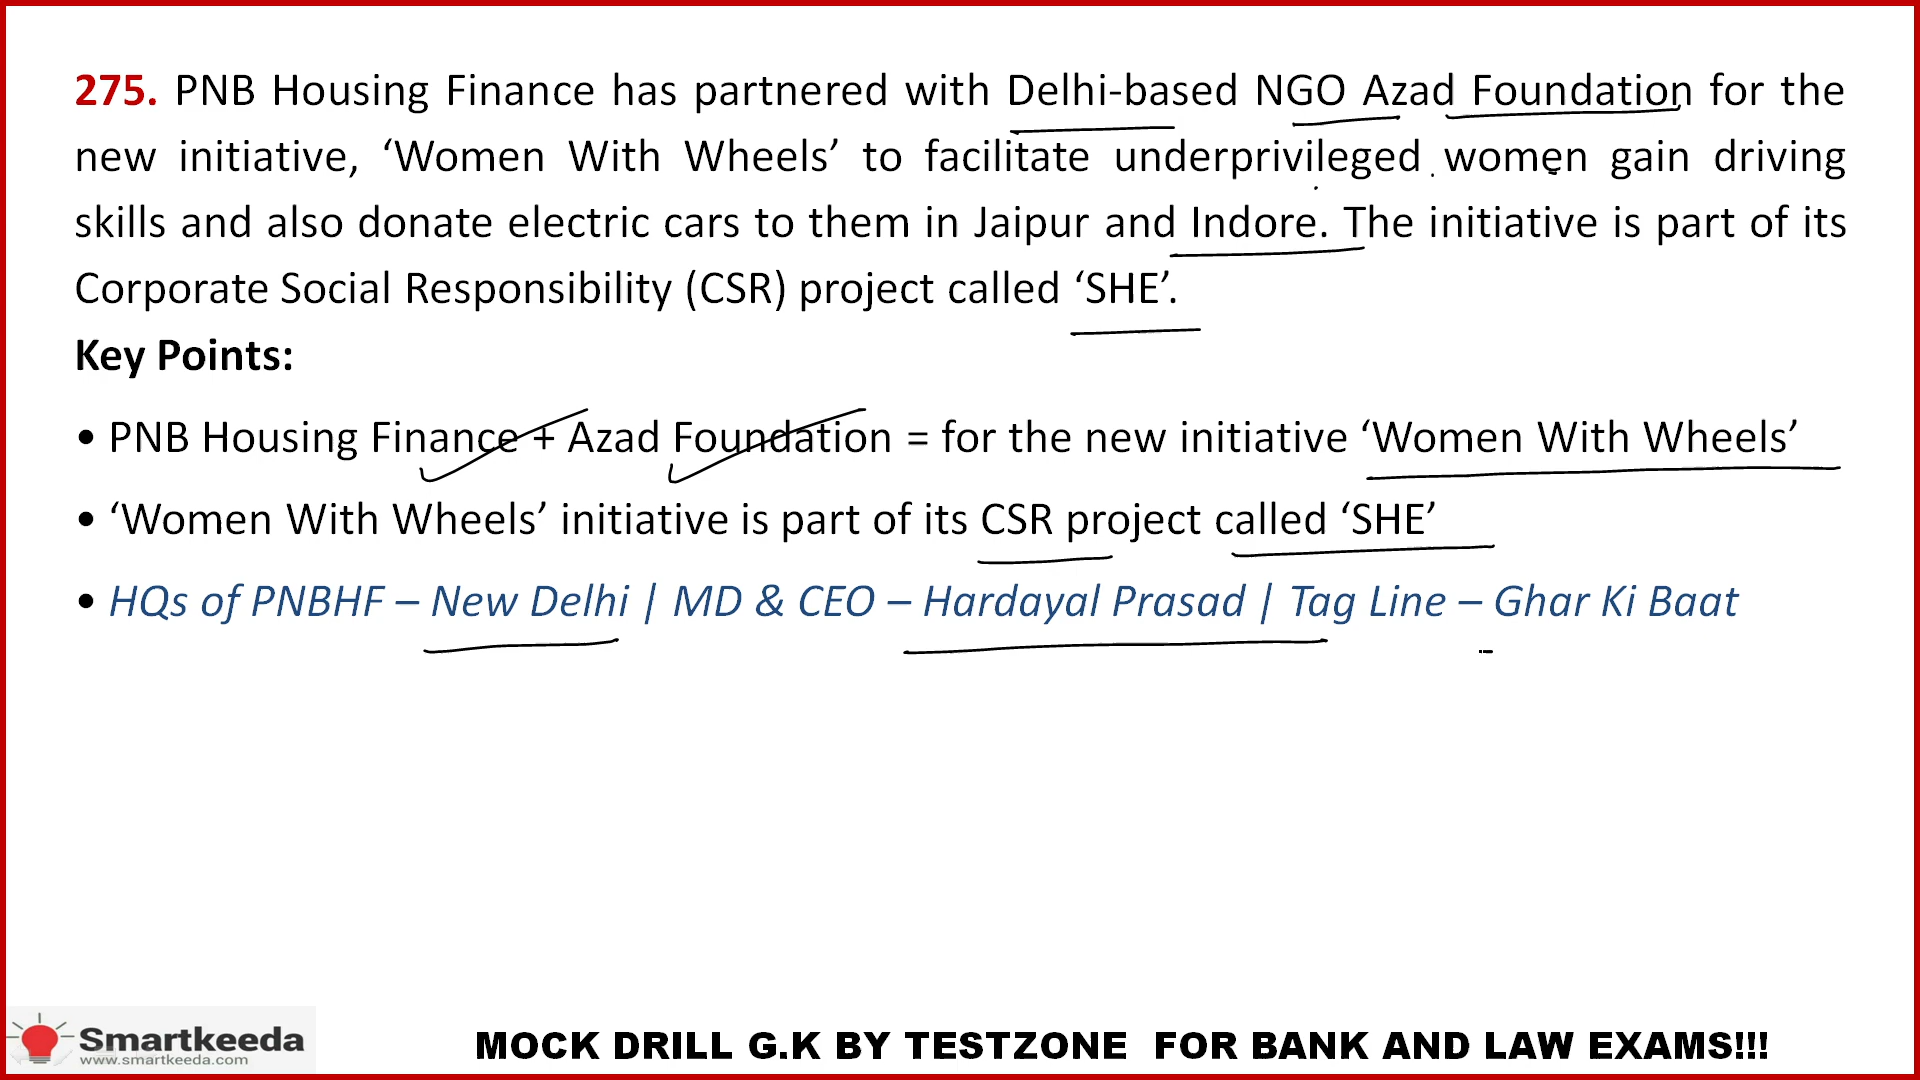 275. PNB Housing Finance has partnered with Delhi-based NGO Azad Foundation for the
new initiative, ‘Women With Wheels’ to facilitate underprivileged women gain driving
skills and also donate electric cars to them in Jaipur and Indore. The initiative is part of its
Corporate Social Responsibility (CSR) project called ‘SHE’.
Key Points:
• PNB Housing Finance + Azad Foundation = for the new initiative ‘Women With Wheels’
• ‘Women With Wheels’ initiative is part of its CSR project called ‘SHE’
• HQs of PNBHF – New Delhi | MD & CEO – Hardayal Prasad | Tag Line – Ghar Ki Baat
Smartkeeda
www.smartkeeda.com
MOCK DRILL G.K BY TESTZONE FOR BANK AND LAW EXAMS!!!